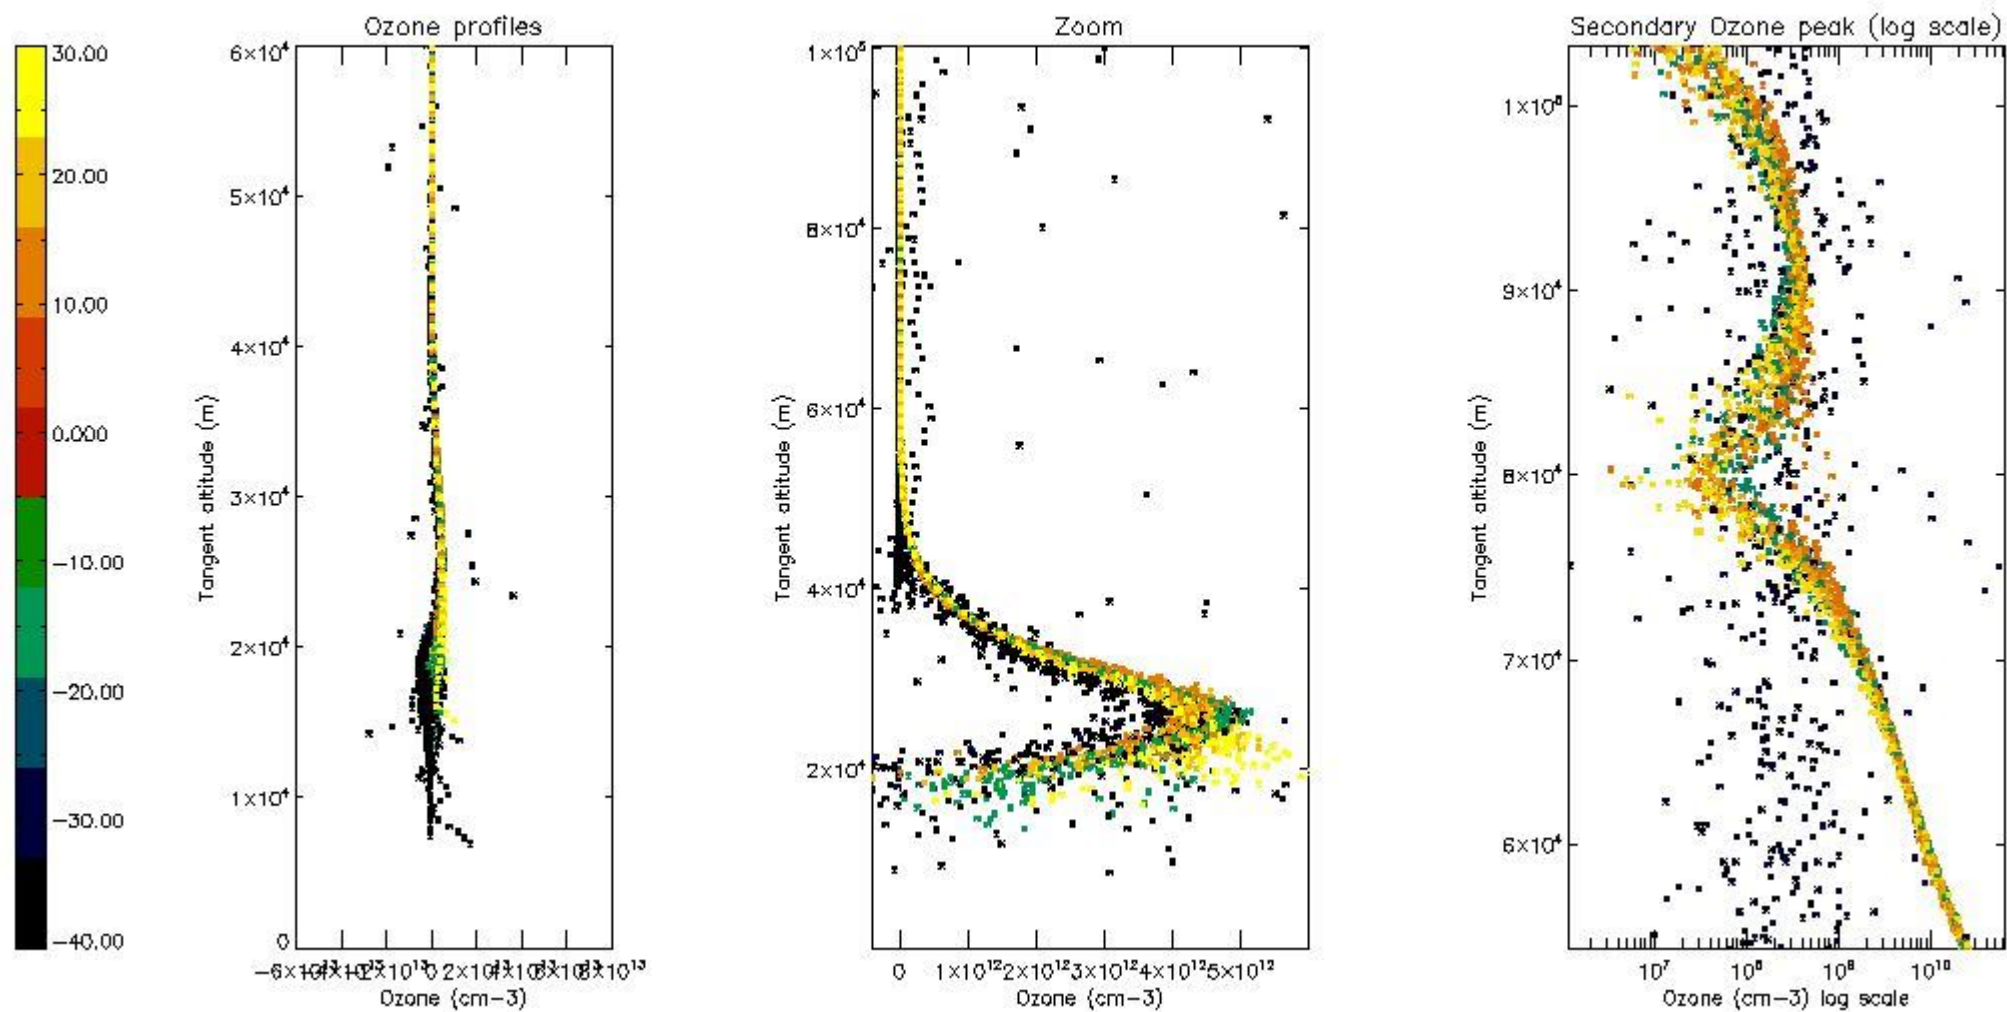 Ozone profiles
Zoom
Secondary Ozone peak (log scale)
30.00
20.00
10.00
0.000
−10.00
−20.00
−30.00
−40.00
6×10⁴
5×10⁴
4×10⁴
3×10⁴
2×10⁴
1×10⁴
0
Tangent altitude (m)
0
Ozone (cm−3)
1×10⁵
8×10⁴
6×10⁴
4×10⁴
2×10⁴
Tangent altitude (m)
0 1×10¹² 2×10¹² 3×10¹² 4×10¹² 5×10¹²
Ozone (cm−3)
9×10⁴
8×10⁴
7×10⁴
6×10⁴
Tangent altitude (m)
10⁷ 10⁸ 10⁹ 10¹⁰
Ozone (cm−3) log scale